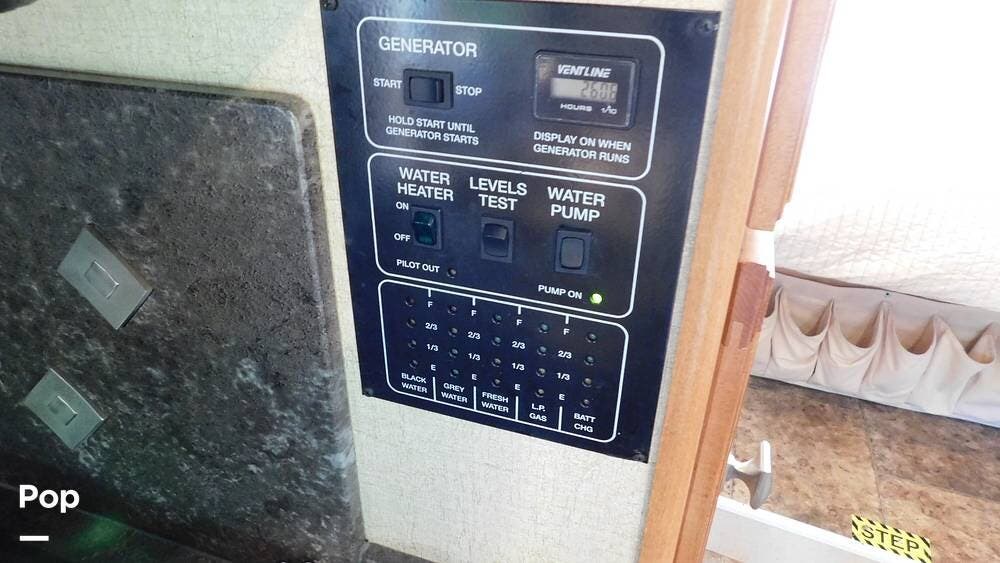 GENERATOR
START
STOP
HOLD START UNTIL
GENERATOR STARTS
VENTLINE
HOURS 1/10
DISPLAY ON WHEN
GENERATOR RUNS
WATER
HEATER
ON
OFF
PILOT OUT
LEVELS
TEST
WATER
PUMP
PUMP ON
F
F
F
F
2/3
2/3
2/3
2/3
1/3
1/3
1/3
1/3
E
E
E
E
BLACK
WATER
GREY
WATER
FRESH
WATER
L.P.
GAS
BATT
CHG
Pop
STEP